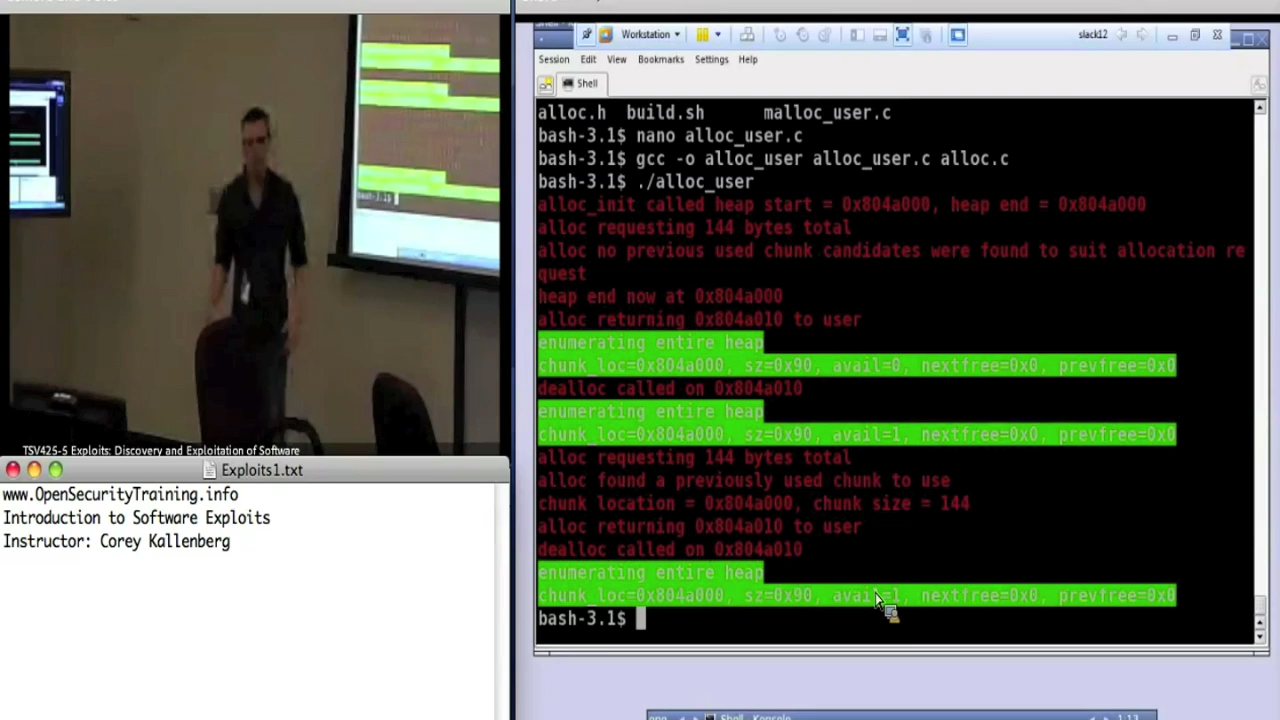 TSV425-5 Exploits: Discovery and Exploitation of Software
Exploits1.txt
www.OpenSecurityTraining.info
Introduction to Software Exploits
Instructor: Corey Kallenberg
Workstation
slack12
Session Edit View Bookmarks Settings Help
Shell
alloc.h build.sh malloc_user.c
bash-3.1$ nano alloc_user.c
bash-3.1$ gcc -o alloc_user alloc_user.c alloc.c
bash-3.1$ ./alloc_user
alloc_init called heap start = 0x804a000, heap end = 0x804a000
alloc requesting 144 bytes total
alloc no previous used chunk candidates were found to suit allocation re
quest
heap end now at 0x804a000
alloc returning 0x804a010 to user
enumerating entire heap
chunk_loc=0x804a000, sz=0x90, avail=0, nextfree=0x0, prevfree=0x0
dealloc called on 0x804a010
enumerating entire heap
chunk_loc=0x804a000, sz=0x90, avail=1, nextfree=0x0, prevfree=0x0
alloc requesting 144 bytes total
alloc found a previously used chunk to use
chunk location = 0x804a000, chunk size = 144
alloc returning 0x804a010 to user
dealloc called on 0x804a010
enumerating entire heap
chunk_loc=0x804a000, sz=0x90, avail=1, nextfree=0x0, prevfree=0x0
bash-3.1$
Shell - Konsole